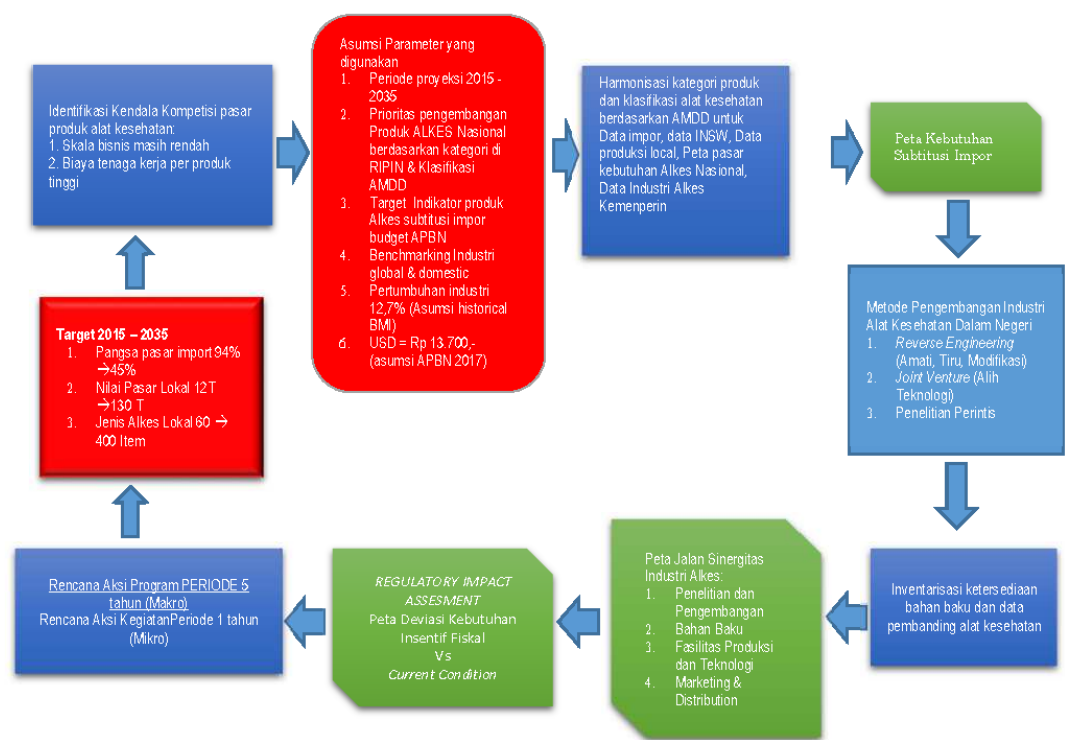 Identifikasi Kendala Kompetisi pasar
produk alat kesehatan:
1. Skala bisnis masih rendah
2. Biaya tenaga kerja per produk
tinggi
Asumsi Parameter yang
digunakan
1. Periode proyeksi 2015 -
2035
2. Prioritas pengembangan
Produk ALKES Nasional
berdasarkan kategori di
RIPIN & Klasifikasi
AMDD
3. Target Indikator produk
Alkes subtitusi impor
budget APBN
4. Benchmarking Industri
global & domestic
5. Pertumbuhan industri
12,7% (Asumsi historical
BMI)
6. USD = Rp 13.700,-
(asumsi APBN 2017)
Harmonisasi kategori produk
dan klasifikasi alat kesehatan
berdasarkan AMDD untuk
Data impor, data INSW, Data
produksi local, Peta pasar
kebutuhan Alkes Nasional,
Data Industri Alkes
Kemenperin
Peta Kebutuhan
Subtitusi Impor
Metode Pengembangan Industri
Alat Kesehatan Dalam Negeri
1. Reverse Engineering
(Amati, Tiru, Modifikasi)
2. Joint Venture (Alih
Teknologi)
3. Penelitian Perintis
Inventarisasi ketersediaan
bahan baku dan data
pembanding alat kesehatan
Peta Jalan Sinergitas
Industri Alkes:
1. Penelitian dan
Pengembangan
2. Bahan Baku
3. Fasilitas Produksi
dan Teknologi
4. Marketing &
Distribution
REGULATORY IMPACT
ASSESMENT
Peta Deviasi Kebutuhan
Insentif Fiskal
Vs
Current Condition
Rencana Aksi Program PERIODE 5
tahun (Makro)
Rencana Aksi KegiatanPeriode 1 tahun
(Mikro)
Target 2015 – 2035
1. Pangsa pasar import 94%
→45%
2. Nilai Pasar Lokal 12T
→130 T
3. Jenis Alkes Lokal 60 →
400 Item